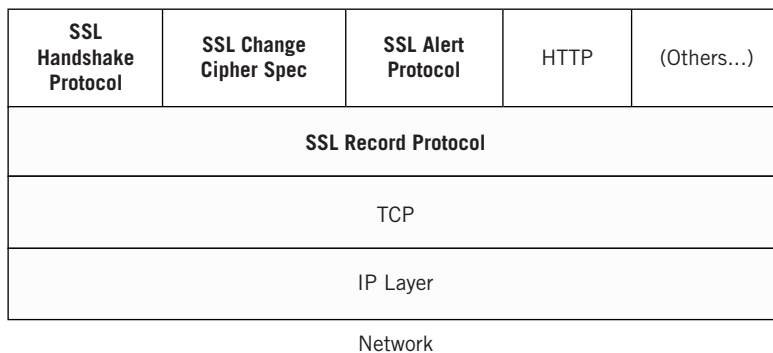 SSL
Handshake
Protocol
SSL Change
Cipher Spec
SSL Alert
Protocol
HTTP
(Others...)
SSL Record Protocol
TCP
IP Layer
Network